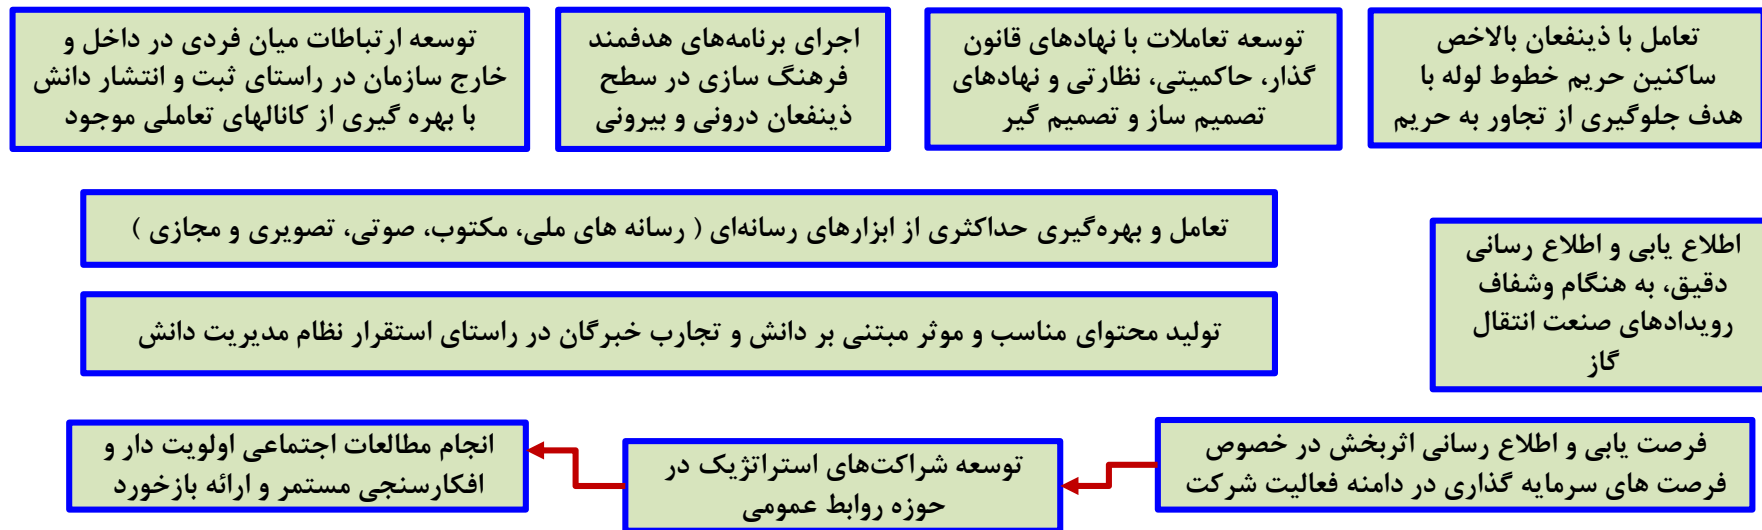 تعامل با ذینفعان بالاخص
ساکنین حریم خطوط لوله با
هدف جلوگیری از تجاور به حریم
توسعه تعاملات با نهادهای قانون
گذار، حاکمیتی، نظارتی و نهادهای
تصمیم ساز و تصمیم گیر
اجرای برنامه‌های هدفمند
فرهنگ سازی در سطح
ذینفعان درونی و بیرونی
توسعه ارتباطات میان فردی در داخل و
خارج سازمان در راستای ثبت و انتشار دانش
با بهره گیری از کانالهای تعاملی موجود
تعامل و بهره‌گیری حداکثری از ابزارهای رسانه‌ای ( رسانه های ملی، مکتوب، صوتی، تصویری و مجازی )
اطلاع یابی و اطلاع رسانی
دقیق، به هنگام وشفاف
رویدادهای صنعت انتقال
گاز
تولید محتوای مناسب و موثر مبتنی بر دانش و تجارب خبرگان در راستای استقرار نظام مدیریت دانش
فرصت یابی و اطلاع رسانی اثربخش در خصوص
فرصت های سرمایه گذاری در دامنه فعالیت شرکت
توسعه شراکت‌های استراتژیک در
حوزه روابط عمومی
انجام مطالعات اجتماعی اولویت دار و
افکارسنجی مستمر و ارائه بازخورد